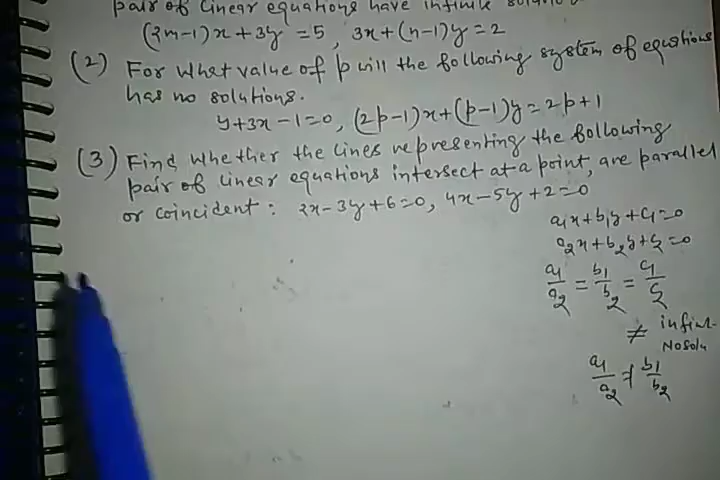 pair of linear equations have infinite
(2m-1)x + 3y = 5 , 3x + (n-1)y = 2
(2) For what value of p will the following system of equations
has no solutions.
y+3x-1=0, (2p-1)x+(p-1)y=2p+1
(3) Find whether the lines representing the following
pair of linear equations intersect at a point, are parallel
or coincident : 2x-3y+6=0, 4x-5y+2=0
a1x+b1y+c1=0
a2x+b2y+c2=0
a1/a2 = b1/b2 = c1/c2
≠ infini-
No Solu
a1/a2 ≠ b1/b2